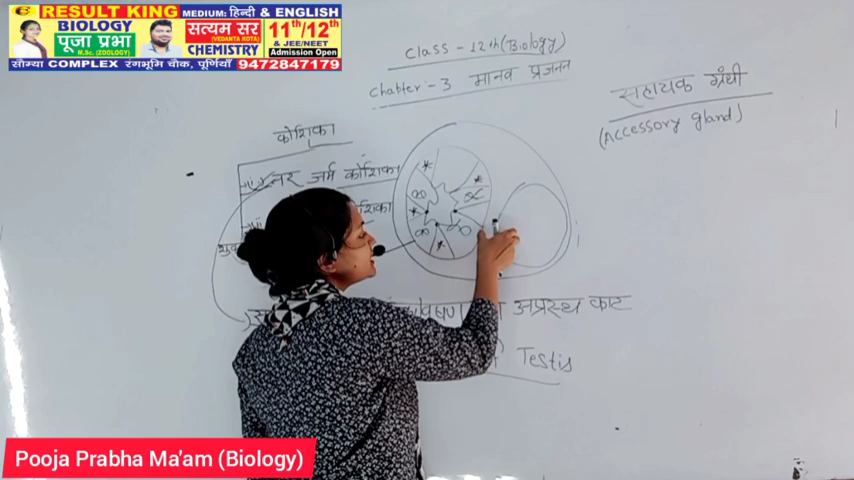 RESULT KING MEDIUM: हिन्दी & ENGLISH
BIOLOGY
पूजा प्रभा
M.Sc. (ZOOLOGY)
सत्यम सर
(VEDANTA KOTA)
CHEMISTRY
11th/12th
& JEE/NEET
Admission Open
सौम्या COMPLEX रंगभूमि चौक, पूर्णियाँ 9472847179
Class - 12th (Biology)
Chapter - 3 मानव प्रजनन
सहायक ग्रंथी
(Accessory gland)
कोशिका
नर जर्म कोशिका
शिका
वृषण का अप्रस्थ काट
Testis
Pooja Prabha Ma'am (Biology)